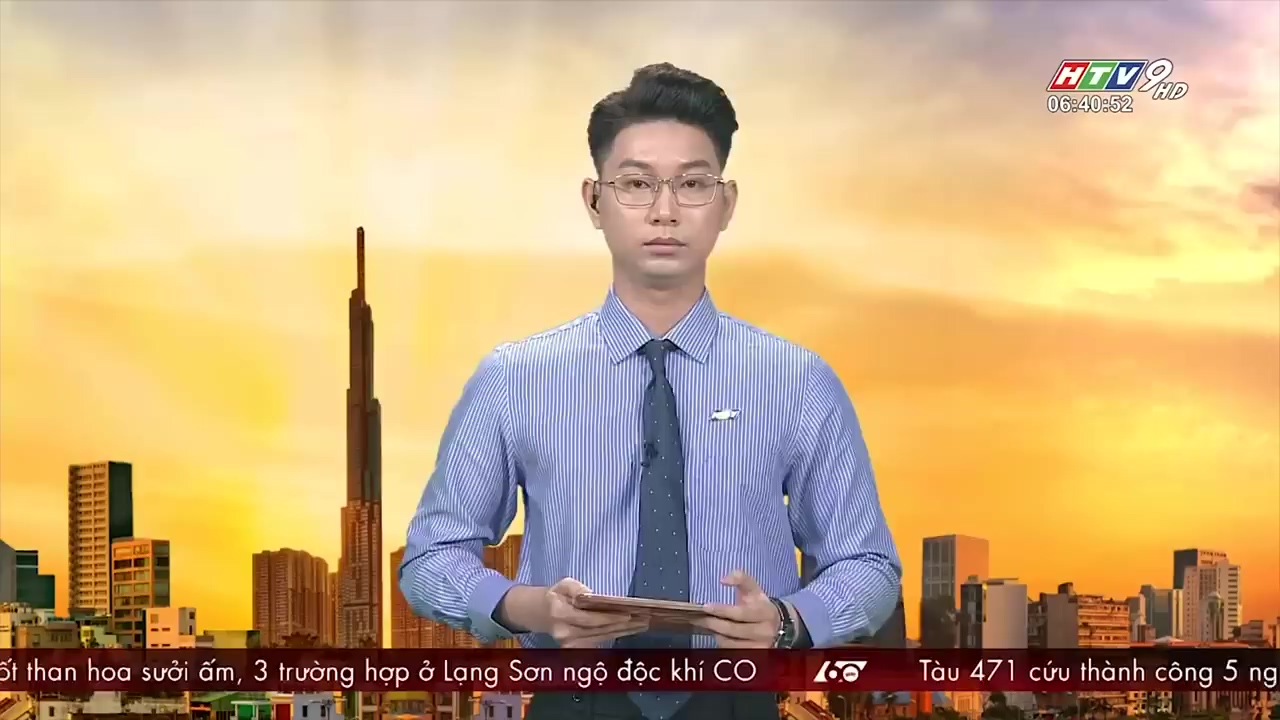 HTV9 HD
06:40:52
ốt than hoa sưởi ấm, 3 trường hợp ở Lạng Sơn ngộ độc khí CO 60 Tàu 471 cứu thành công 5 ng